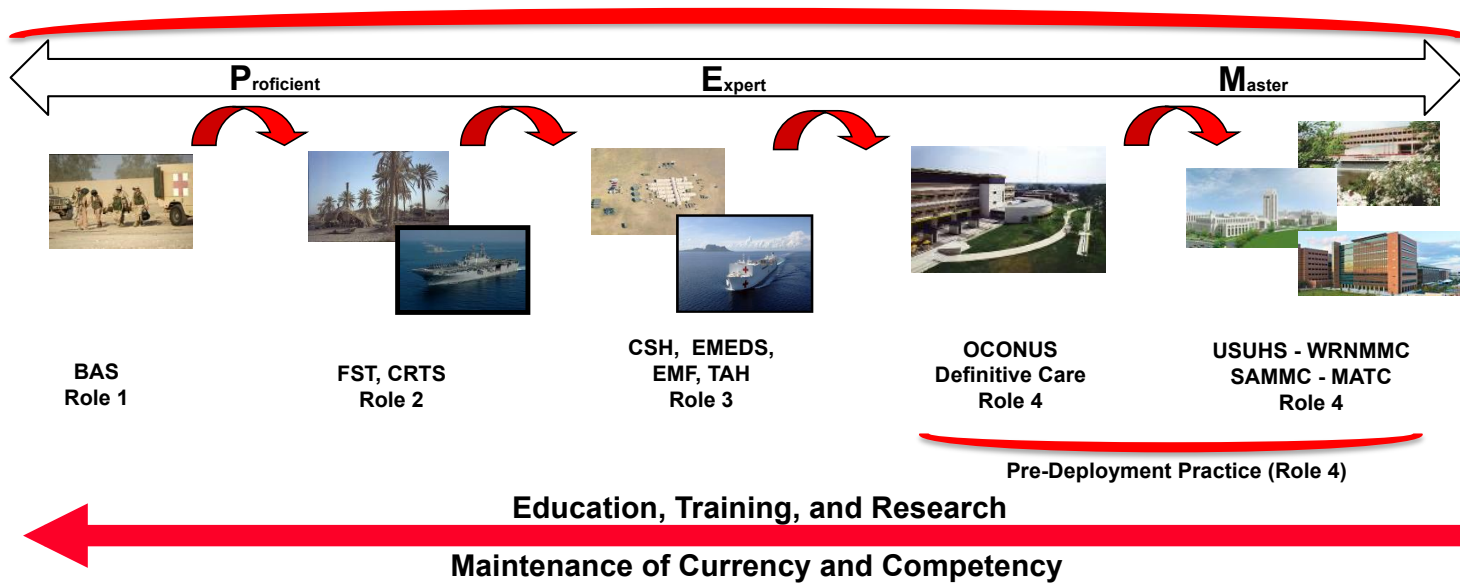 Proficient
Expert
Master
BAS
Role 1
FST, CRTS
Role 2
CSH, EMEDS,
EMF, TAH
Role 3
OCONUS
Definitive Care
Role 4
USUHS - WRNMMC
SAMMC - MATC
Role 4
Pre-Deployment Practice (Role 4)
Education, Training, and Research
Maintenance of Currency and Competency